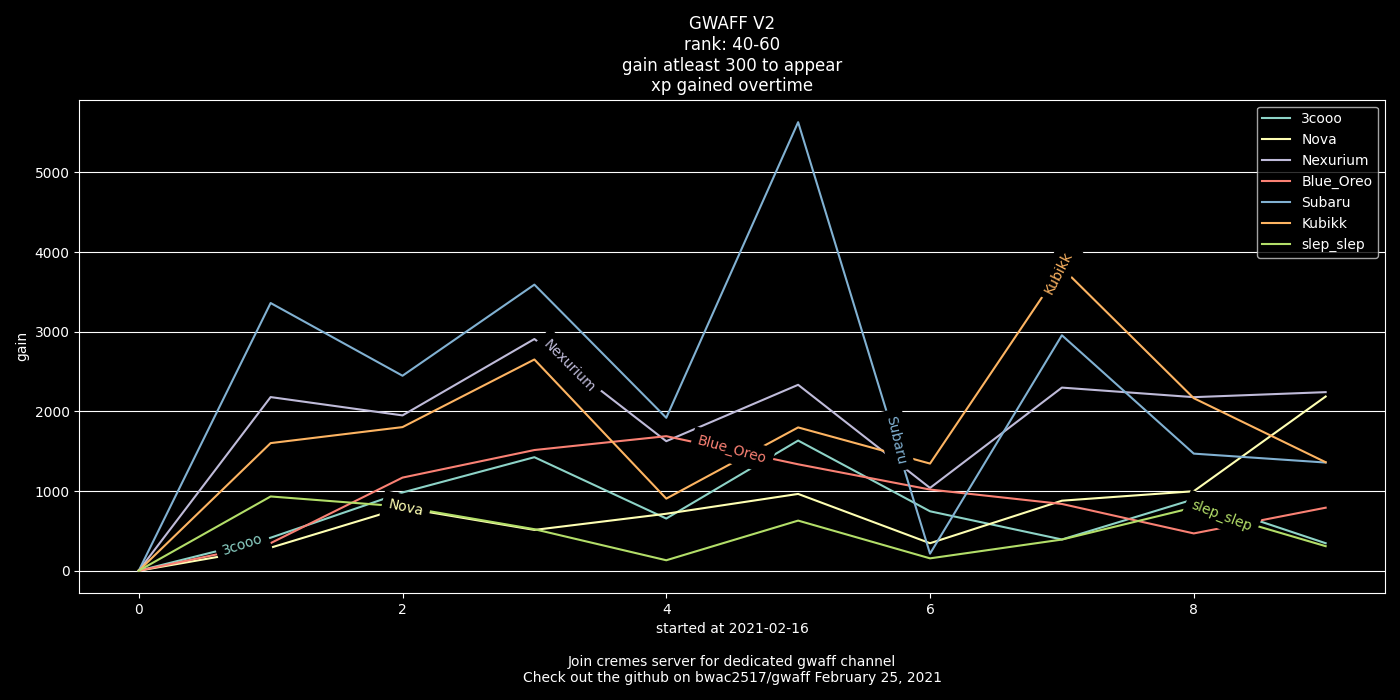 GWAFF V2
rank: 40-60
gain atleast 300 to appear
xp gained overtime
3cooo
Nova
Nexurium
Blue_Oreo
Subaru
Kubikk
slep_slep
5000
4000
3000
2000
1000
0
gain
Kubikk
Nexurium
Blue_Oreo
Subaru
Nova
slep_slep
3cooo
0 2 4 6 8
started at 2021-02-16
Join cremes server for dedicated gwaff channel
Check out the github on bwac2517/gwaff February 25, 2021